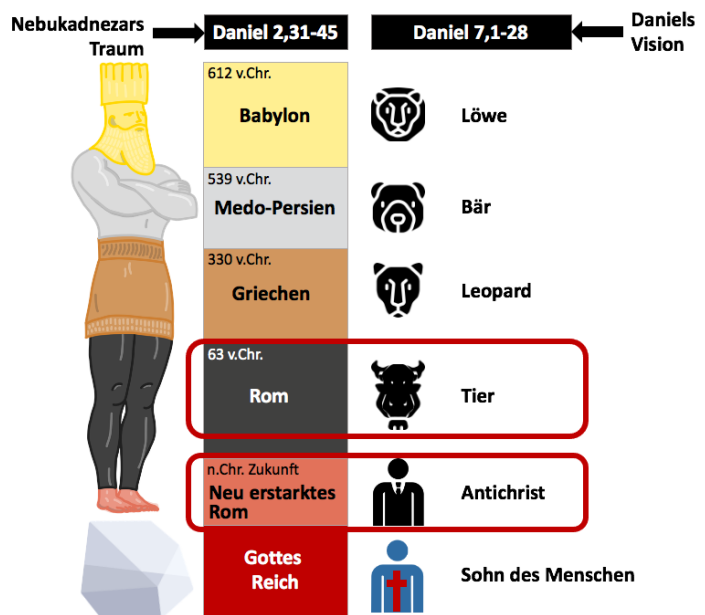 Nebukadnezars
Traum
Daniel 2,31-45
Daniel 7,1-28
Daniels
Vision
612 v.Chr.
Babylon
Löwe
539 v.Chr.
Medo-Persien
Bär
330 v.Chr.
Griechen
Leopard
63 v.Chr.
Rom
Tier
n.Chr. Zukunft
Neu erstarktes
Rom
Antichrist
Gottes
Reich
Sohn des Menschen